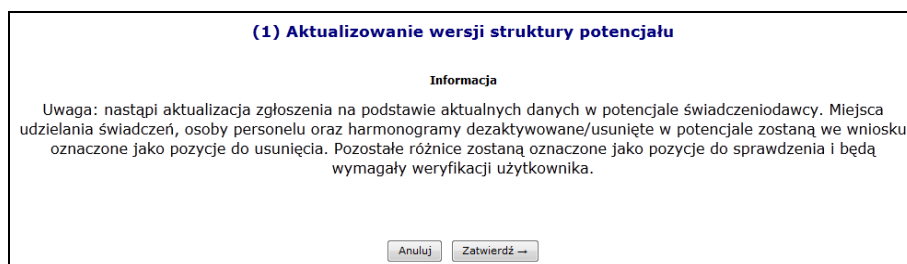 (1) Aktualizowanie wersji struktury potencjału
Informacja
Uwaga: nastąpi aktualizacja zgłoszenia na podstawie aktualnych danych w potencjale świadczeniodawcy. Miejsca
udzielania świadczeń, osoby personelu oraz harmonogramy dezaktywowane/usunięte w potencjale zostaną we wniosku
oznaczone jako pozycje do usunięcia. Pozostałe różnice zostaną oznaczone jako pozycje do sprawdzenia i będą
wymagały weryfikacji użytkownika.
Anuluj Zatwierdź →